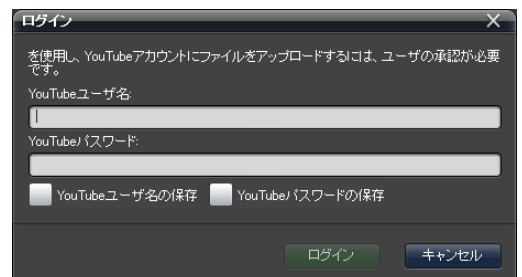 ログイン
を使用し、YouTubeアカウントにファイルをアップロードするには、ユーザの承認が必要
です。
YouTubeユーザ名:
YouTubeパスワード:
YouTubeユーザ名の保存 YouTubeパスワードの保存
ログイン キャンセル